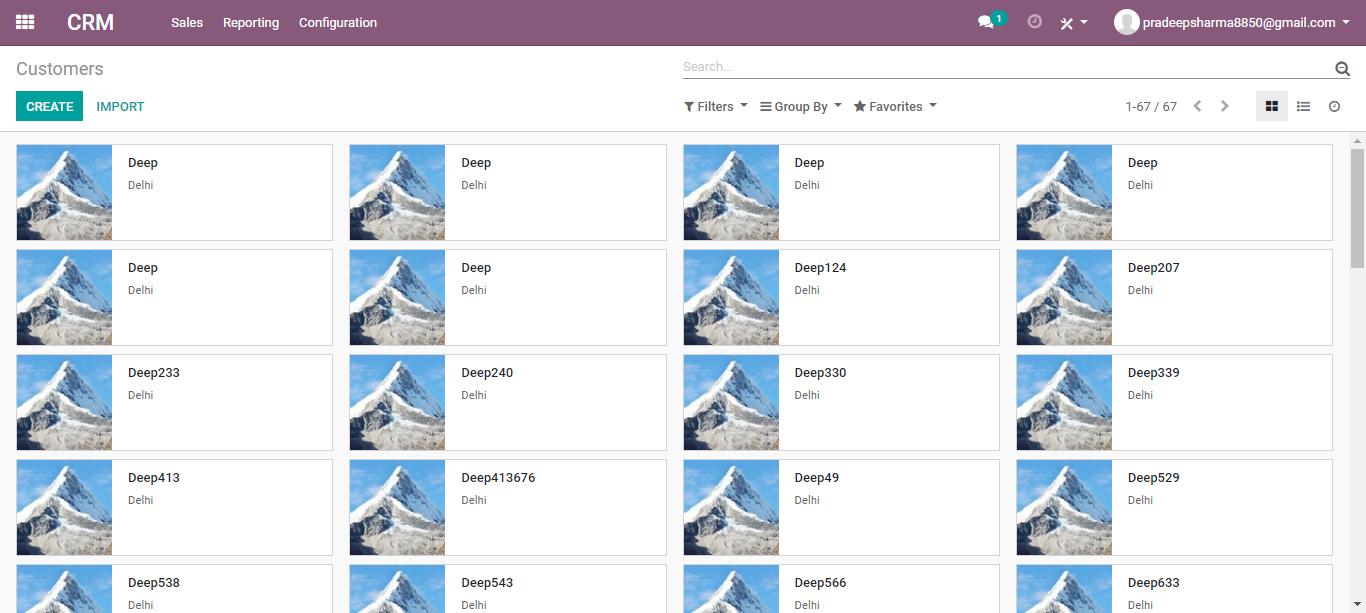 CRM Sales Reporting Configuration 1 pradeepsharma8850@gmail.com
Customers Search...
CREATE IMPORT Filters Group By Favorites 1-67 / 67
Deep Deep Deep Deep
Delhi Delhi Delhi Delhi
Deep Deep Deep124 Deep207
Delhi Delhi Delhi Delhi
Deep233 Deep240 Deep330 Deep339
Delhi Delhi Delhi Delhi
Deep413 Deep413676 Deep49 Deep529
Delhi Delhi Delhi Delhi
Deep538 Deep543 Deep566 Deep633
Delhi Delhi Delhi Delhi